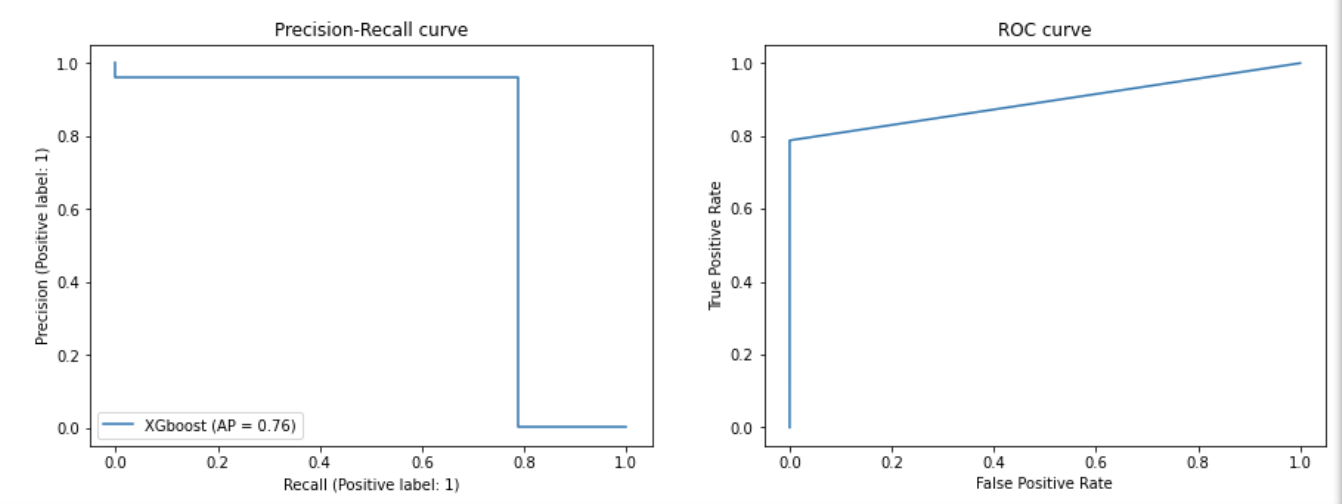 Precision-Recall curve
1.0
0.8
0.6
0.4
0.2
0.0
Precision (Positive label: 1)
XGboost (AP = 0.76)
0.0 0.2 0.4 0.6 0.8 1.0
Recall (Positive label: 1)
ROC curve
1.0
0.8
0.6
0.4
0.2
0.0
True Positive Rate
0.0 0.2 0.4 0.6 0.8 1.0
False Positive Rate